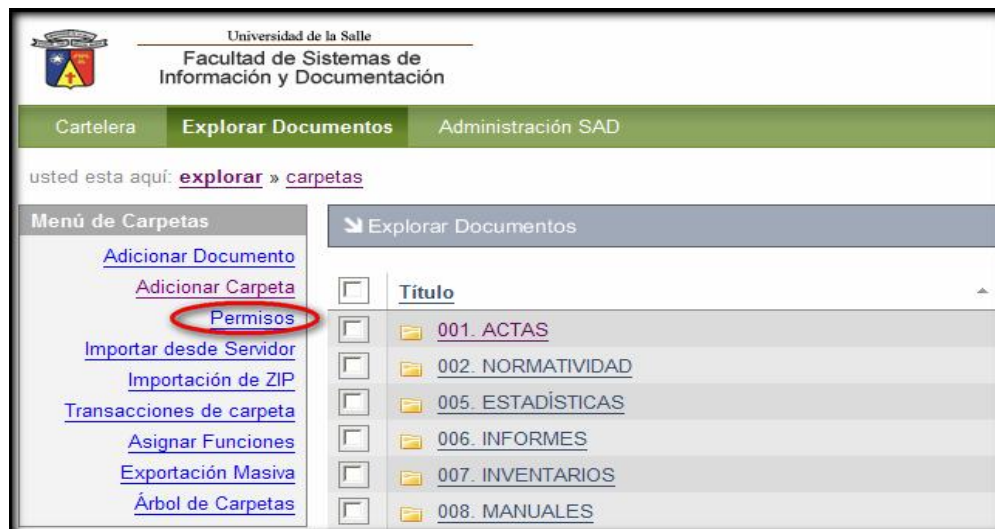 Universidad de la Salle
Facultad de Sistemas de
Información y Documentación
Cartelera Explorar Documentos Administración SAD
usted esta aquí: explorar » carpetas
Menú de Carpetas
Adicionar Documento
Adicionar Carpeta
Permisos
Importar desde Servidor
Importación de ZIP
Transacciones de carpeta
Asignar Funciones
Exportación Masiva
Árbol de Carpetas
Explorar Documentos
Título
001. ACTAS
002. NORMATIVIDAD
005. ESTADÍSTICAS
006. INFORMES
007. INVENTARIOS
008. MANUALES